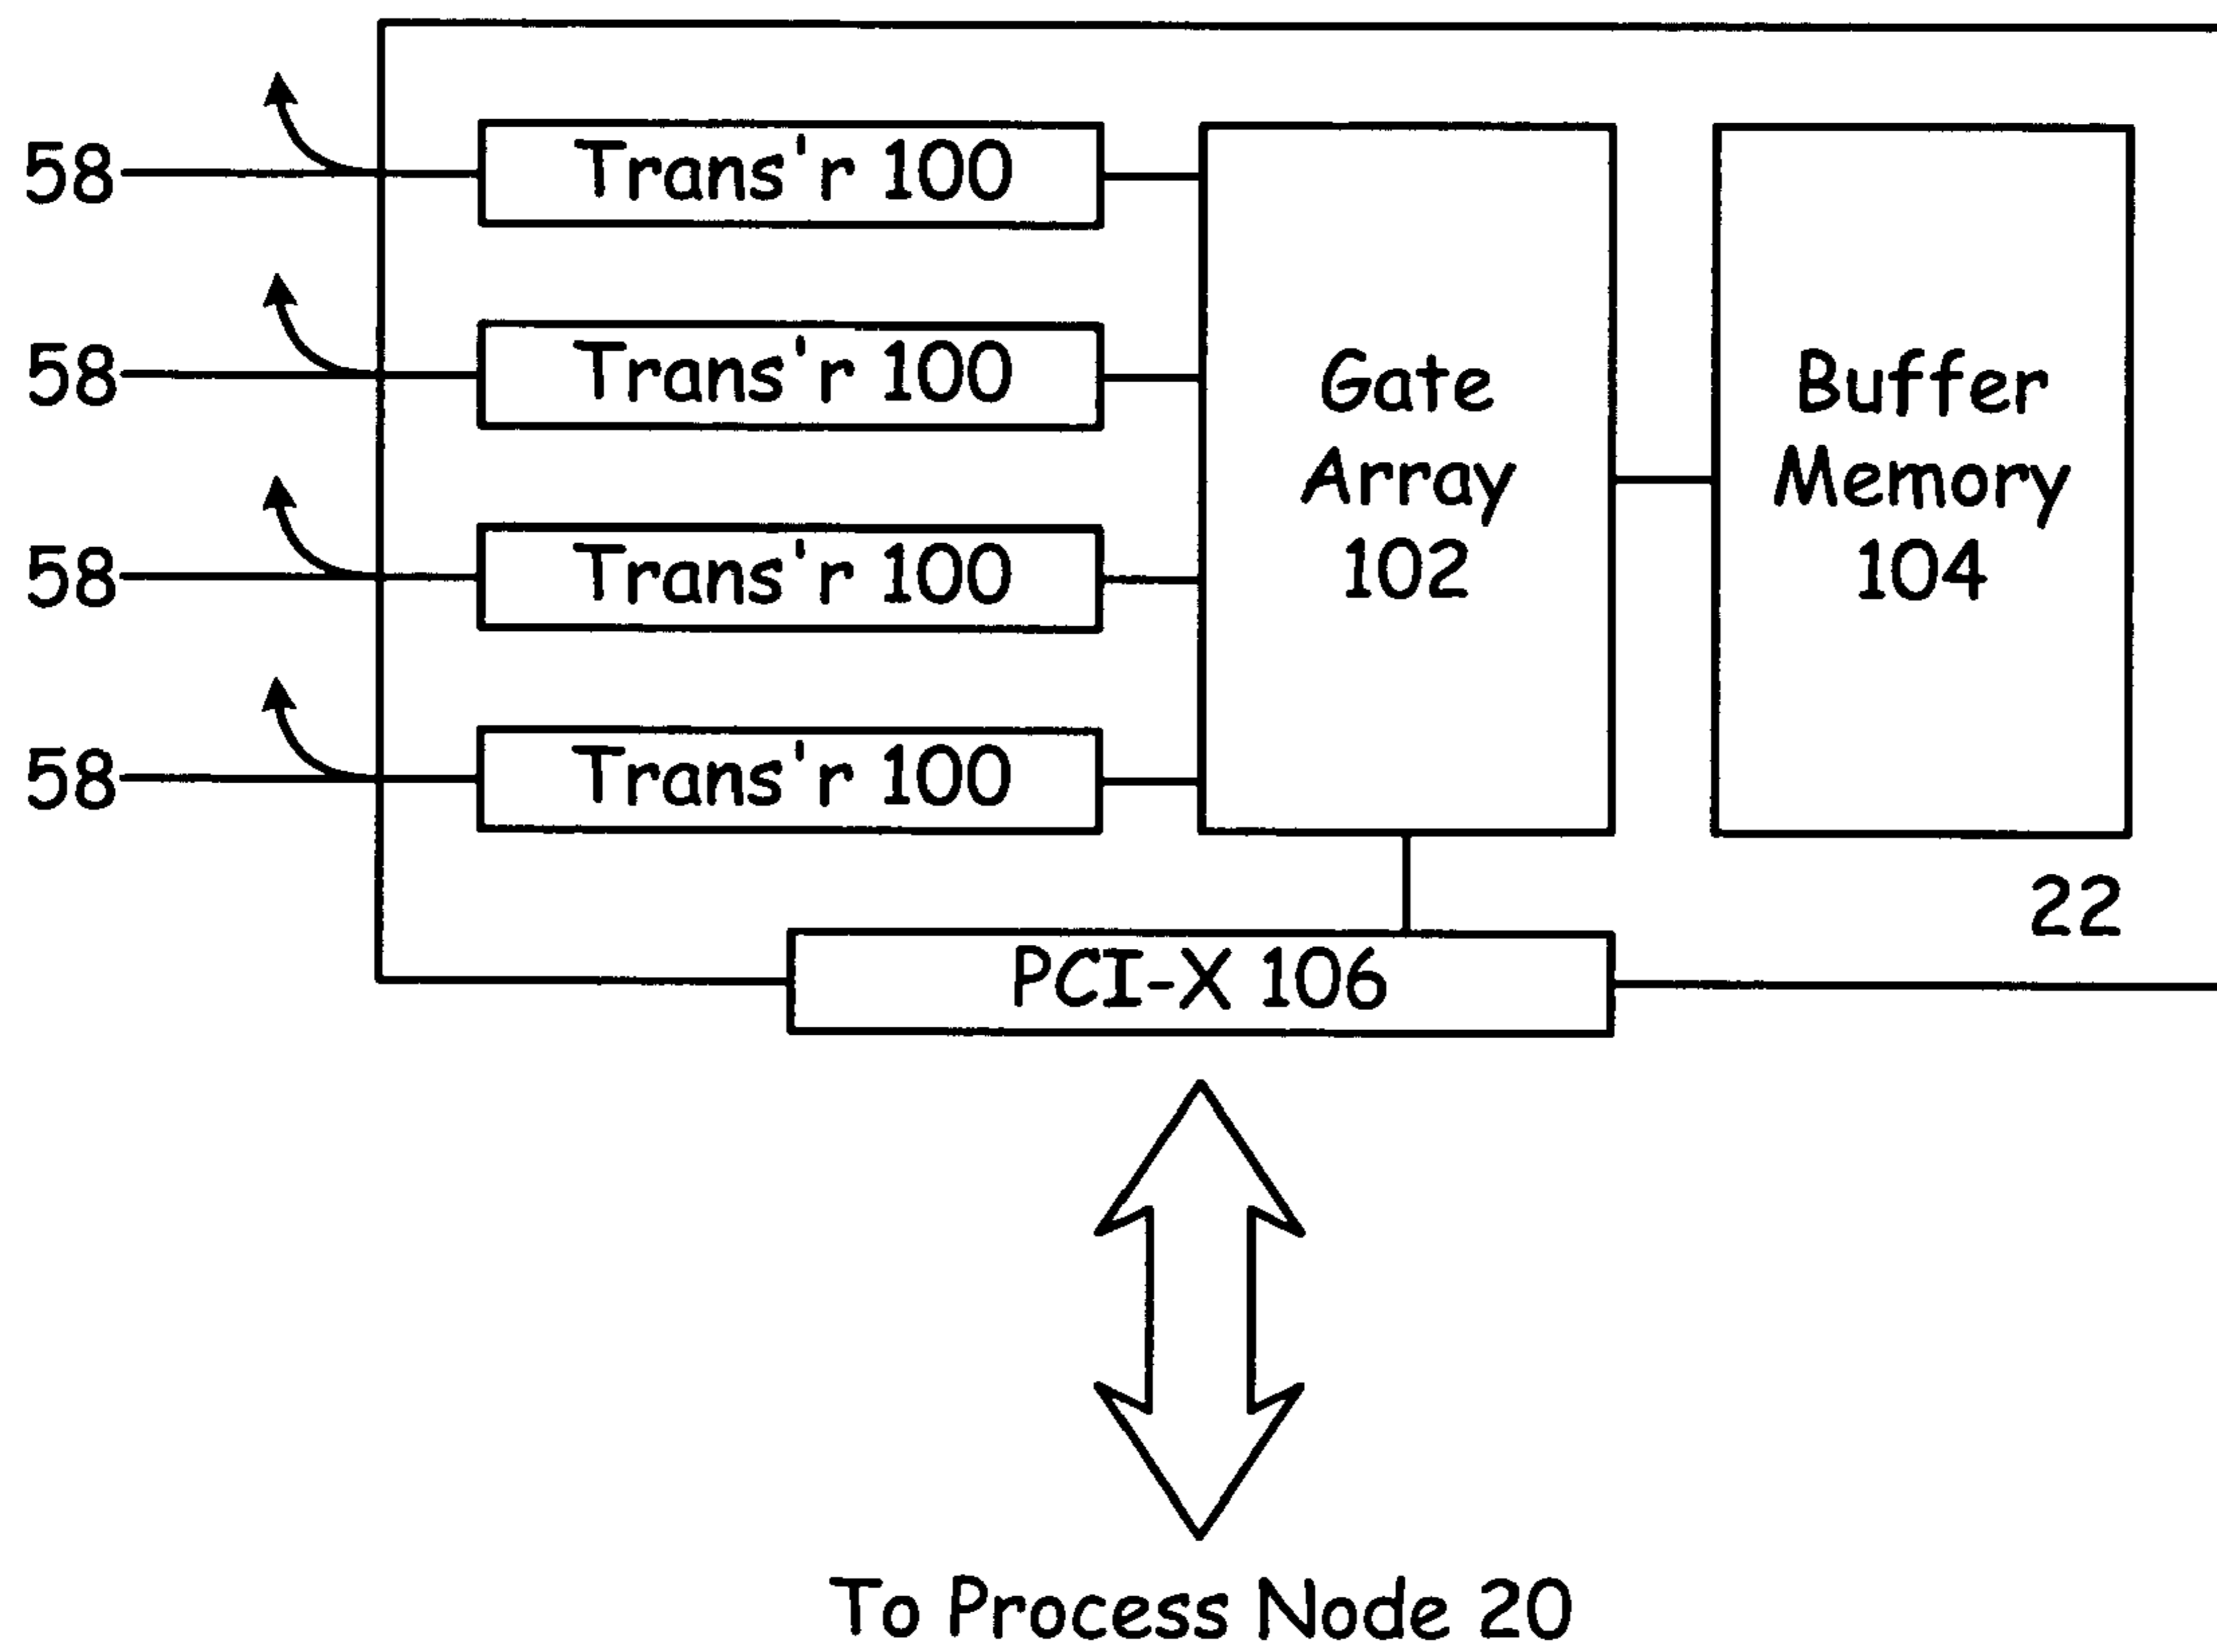 58
Trans'r 100
58
Trans'r 100
58
Trans'r 100
58
Trans'r 100
Gate
Array
102
Buffer
Memory
104
22
PCI-X 106
To Process Node 20